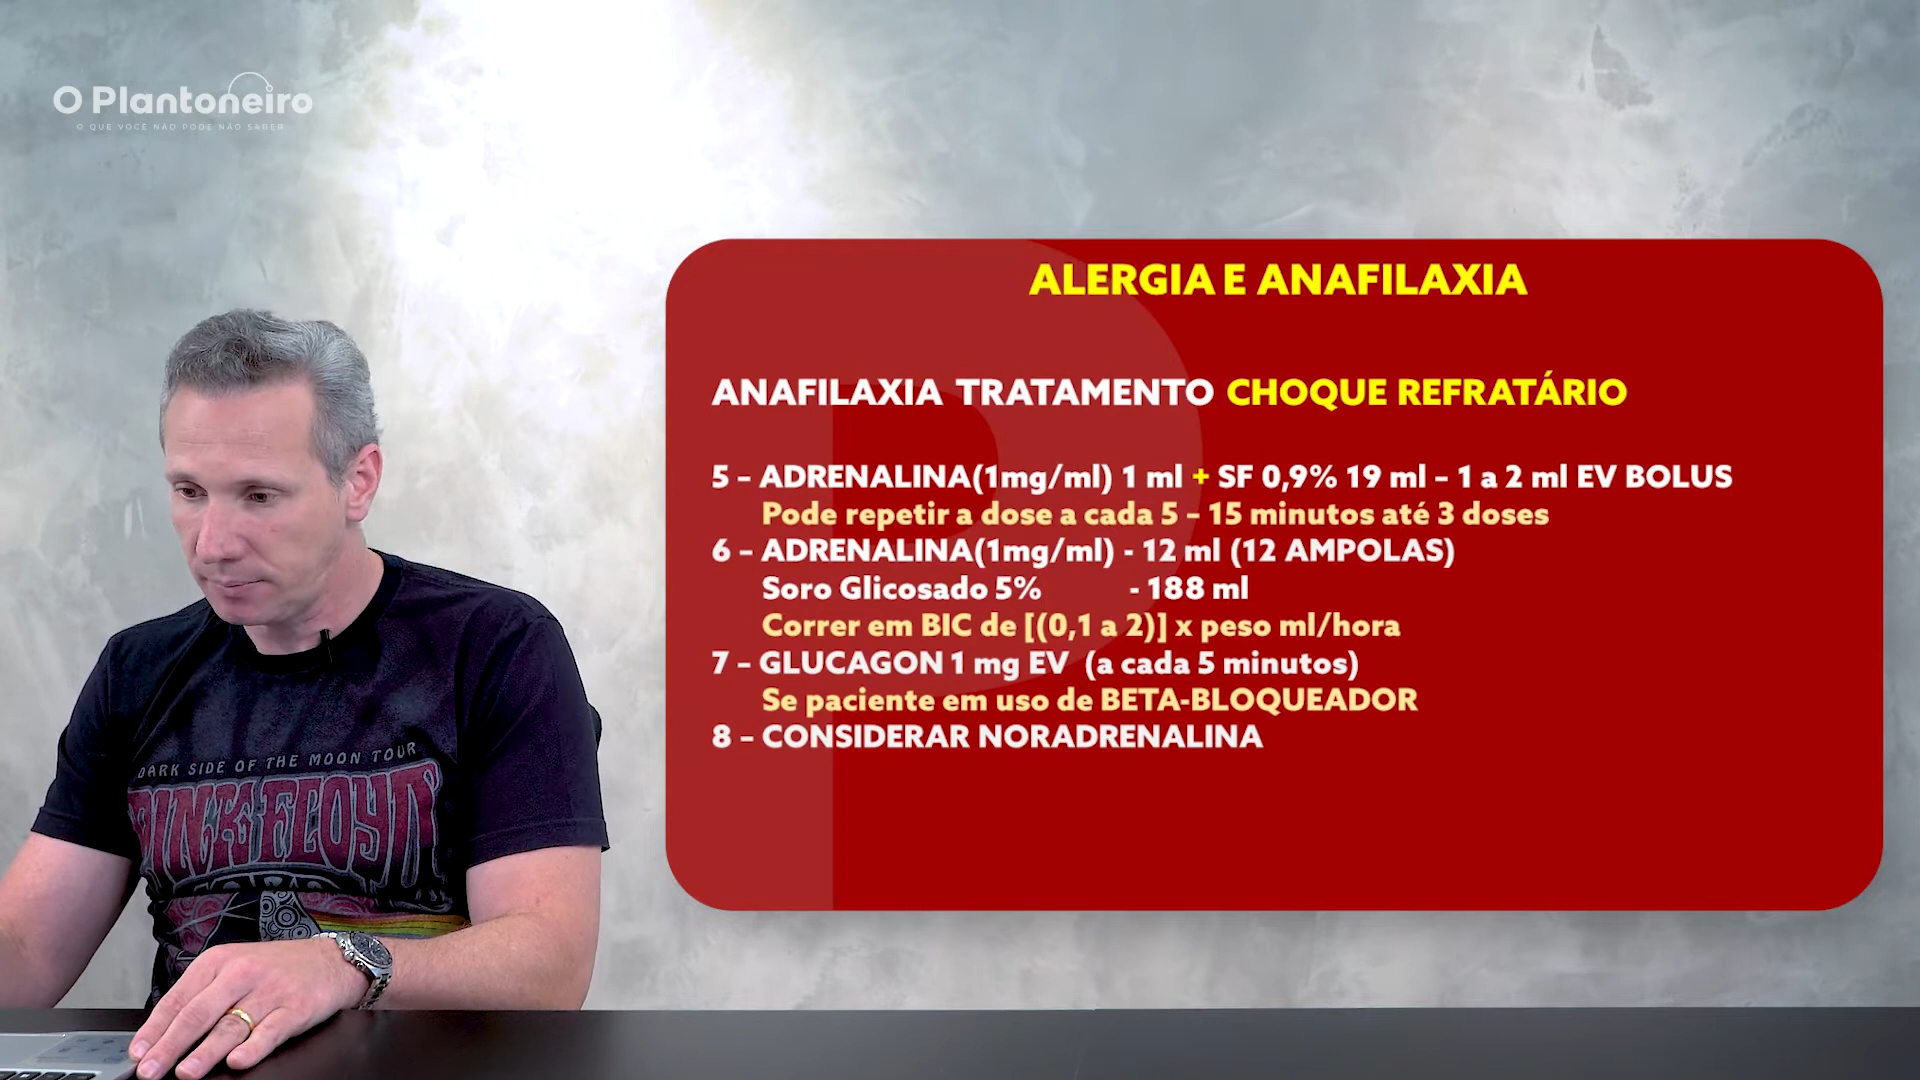 O Plantoneiro
O QUE VOCÊ NÃO PODE NÃO SABER
ALERGIA E ANAFILAXIA
ANAFILAXIA TRATAMENTO CHOQUE REFRATÁRIO
5 – ADRENALINA(1mg/ml) 1 ml + SF 0,9% 19 ml – 1 a 2 ml EV BOLUS
Pode repetir a dose a cada 5 – 15 minutos até 3 doses
6 – ADRENALINA(1mg/ml) - 12 ml (12 AMPOLAS)
Soro Glicosado 5% - 188 ml
Correr em BIC de [(0,1 a 2)] x peso ml/hora
7 – GLUCAGON 1 mg EV (a cada 5 minutos)
Se paciente em uso de BETA-BLOQUEADOR
8 – CONSIDERAR NORADRENALINA
DARK SIDE OF THE MOON TOUR
PINK FLOYD